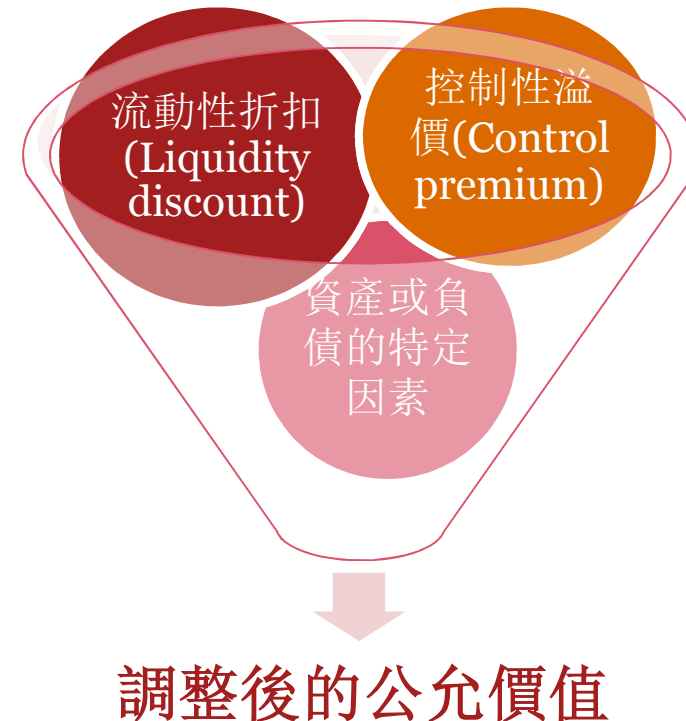 流動性折扣
(Liquidity
discount)
控制性溢
價(Control
premium)
資產或負
債的特定
因素
調整後的公允價值